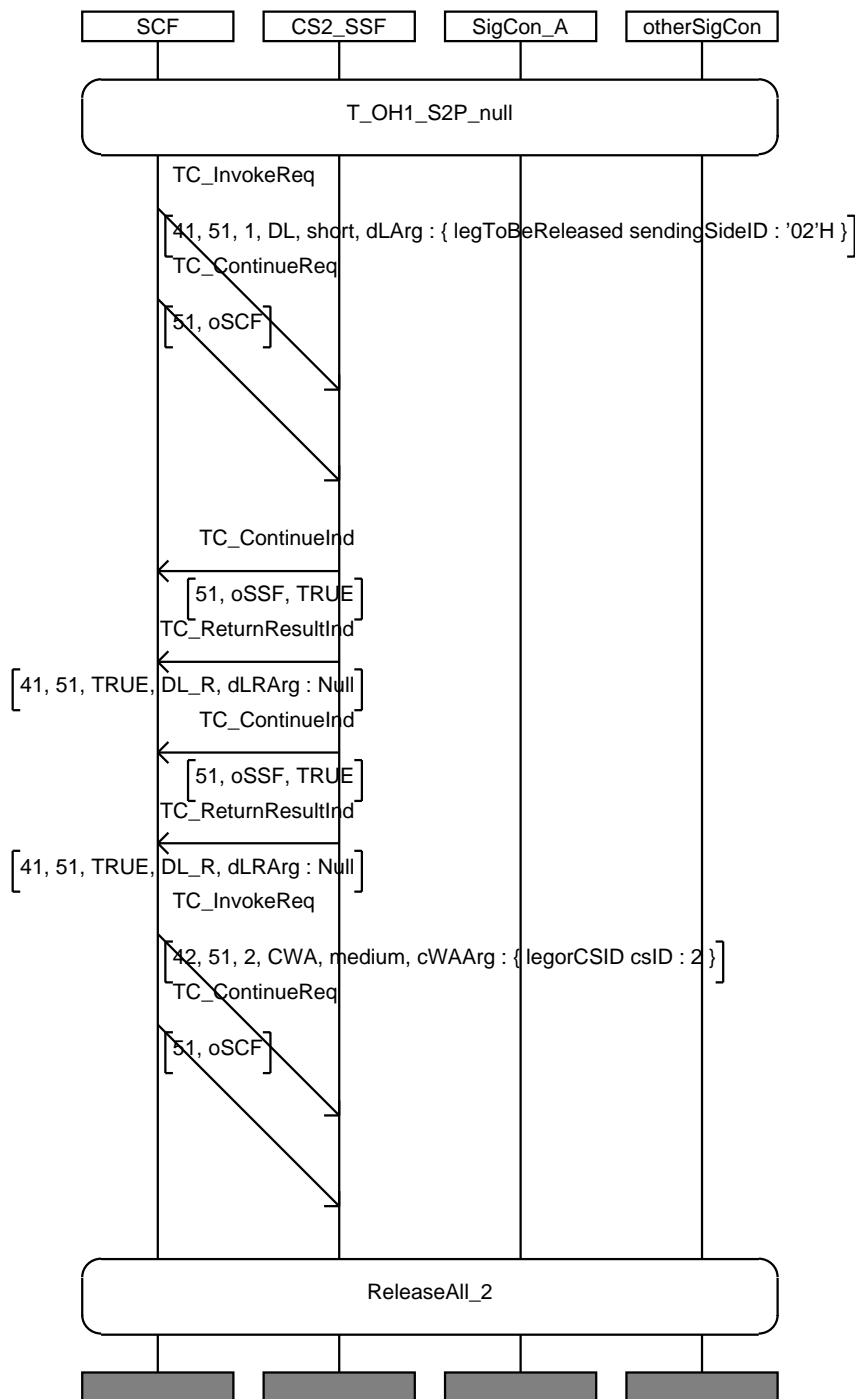 SCF
CS2_SSF
SigCon_A
otherSigCon
T_OH1_S2P_null
TC_InvokeReq
41, 51, 1, DL, short, dLArg : { legToBeReleased sendingSideID : '02'H }
TC_ContinueReq
51, oSCF
TC_ContinueInd
51, oSSF, TRUE
TC_ReturnResultInd
41, 51, TRUE, DL_R, dLRArg : Null
TC_ContinueInd
51, oSSF, TRUE
TC_ReturnResultInd
41, 51, TRUE, DL_R, dLRArg : Null
TC_InvokeReq
42, 51, 2, CWA, medium, cWAArg : { legorCSID csID : 2 }
TC_ContinueReq
51, oSCF
ReleaseAll_2